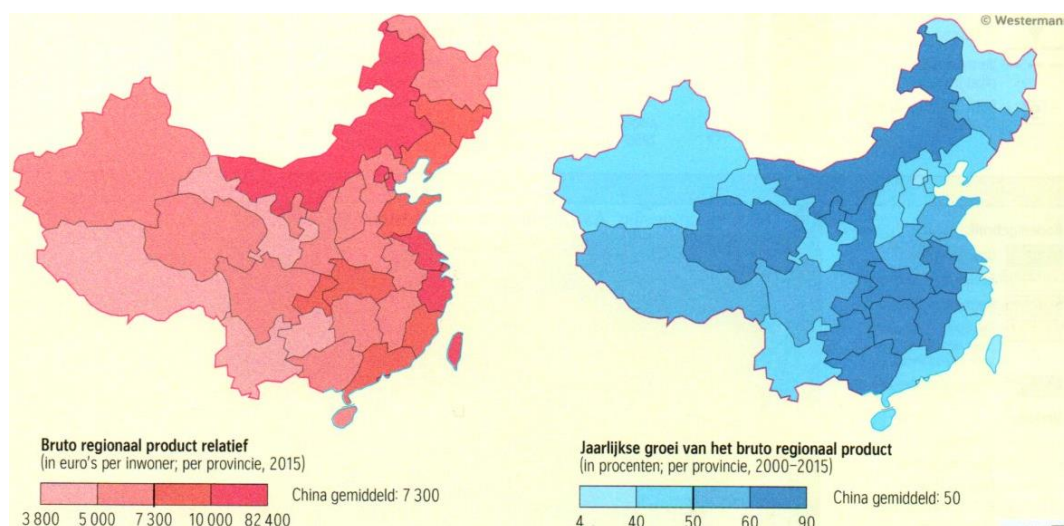 © Westermann
Bruto regionaal product relatief
(in euro's per inwoner; per provincie, 2015)
China gemiddeld: 7 300
3 800 5 000 7 300 10 000 82 400
Jaarlijkse groei van het bruto regionaal product
(in procenten; per provincie, 2000–2015)
China gemiddeld: 50
4 40 50 60 90